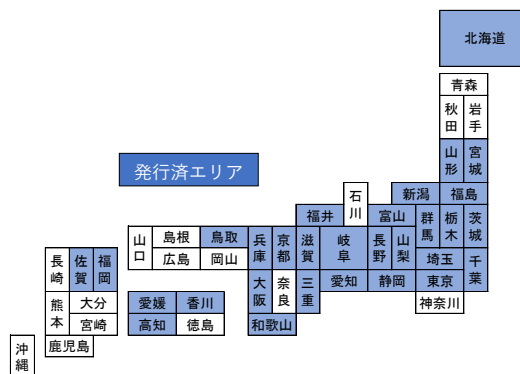 北海道
青森
秋田
岩手
山形
宮城
発行済エリア
石川
新潟
福島
福井
富山
群馬
栃木
茨城
山口
島根
鳥取
兵庫
京都
滋賀
岐阜
長野
山梨
広島
岡山
埼玉
千葉
長崎
佐賀
福岡
大阪
奈良
三重
愛知
静岡
東京
神奈川
熊本
大分
愛媛
香川
宮崎
高知
徳島
和歌山
沖縄
鹿児島